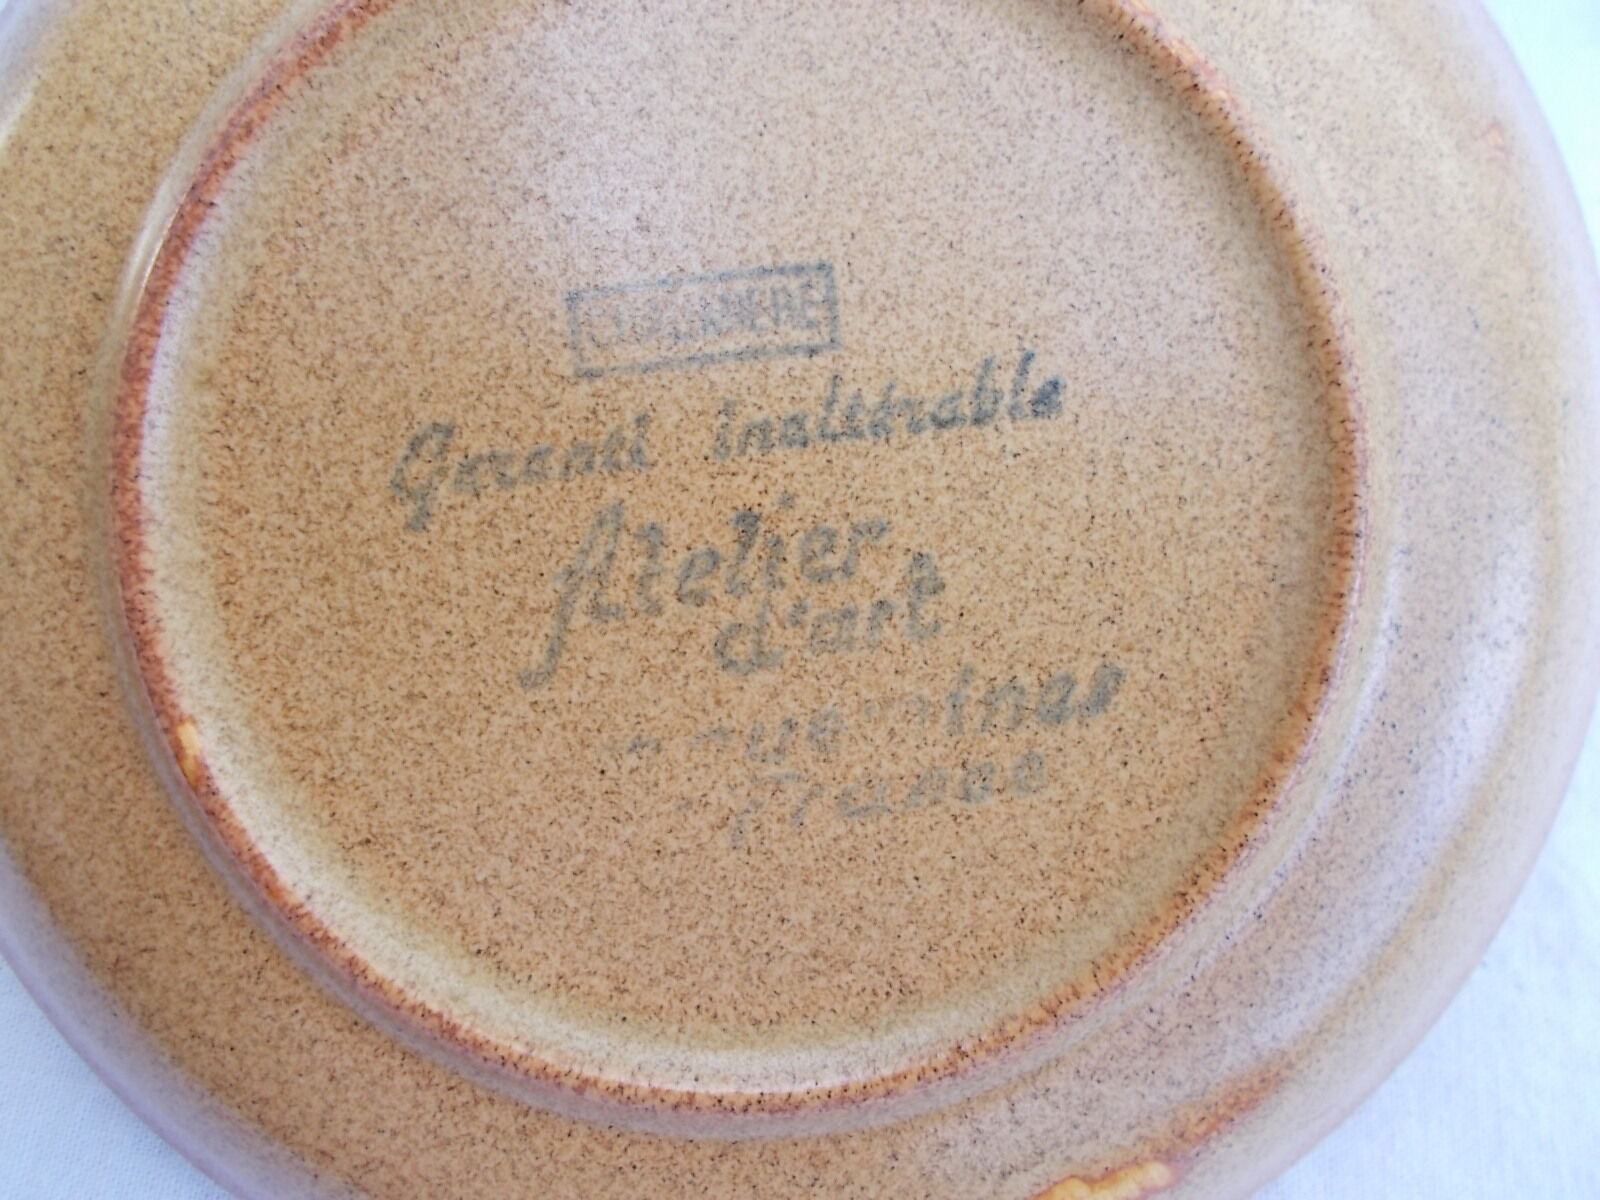 Garanti inaltérable
Atelier
d'art
France